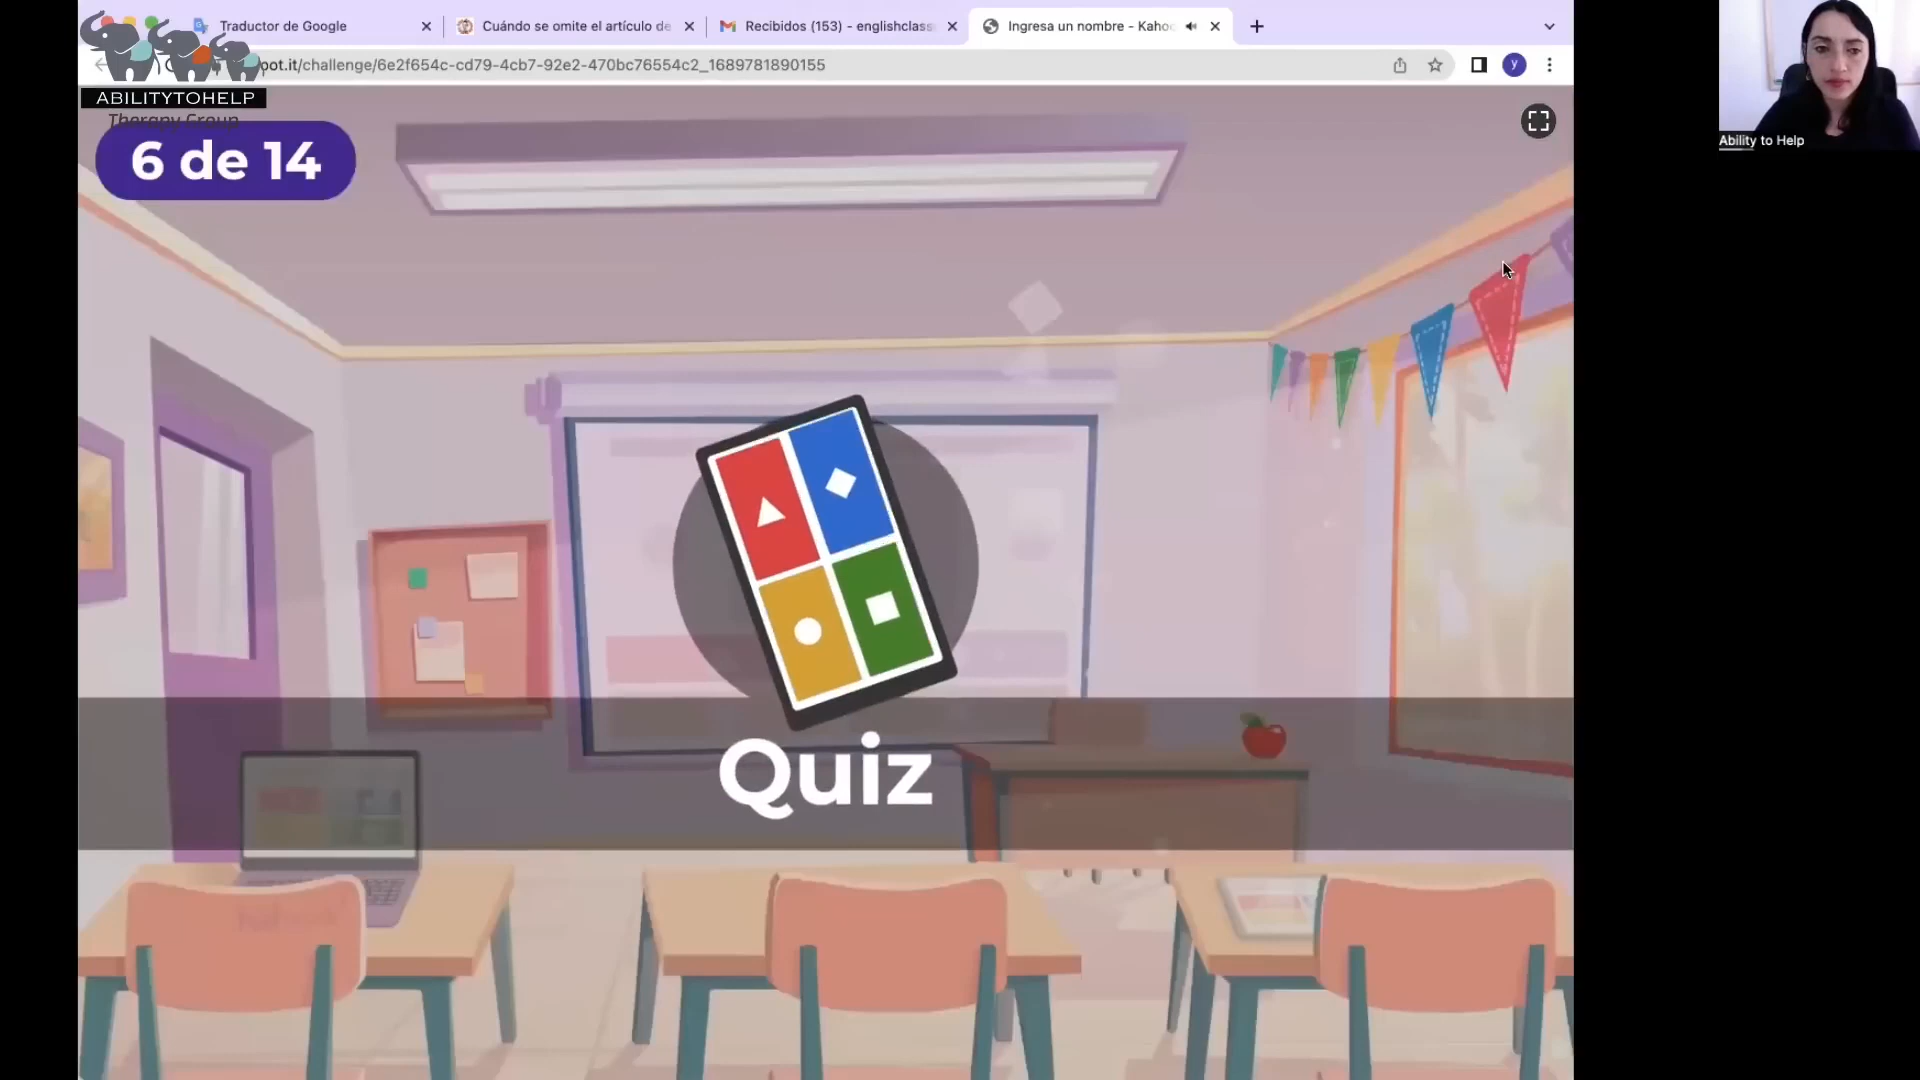 Traductor de Google
Cuándo se omite el artículo de
Recibidos (153) - englishclass
Ingresa un nombre - Kahoo
oot.it/challenge/6e2f654c-cd79-4cb7-92e2-470bc76554c2_1689781890155
y
ABILITYTOHELP
Therapy Group
6 de 14
Quiz
Ability to Help